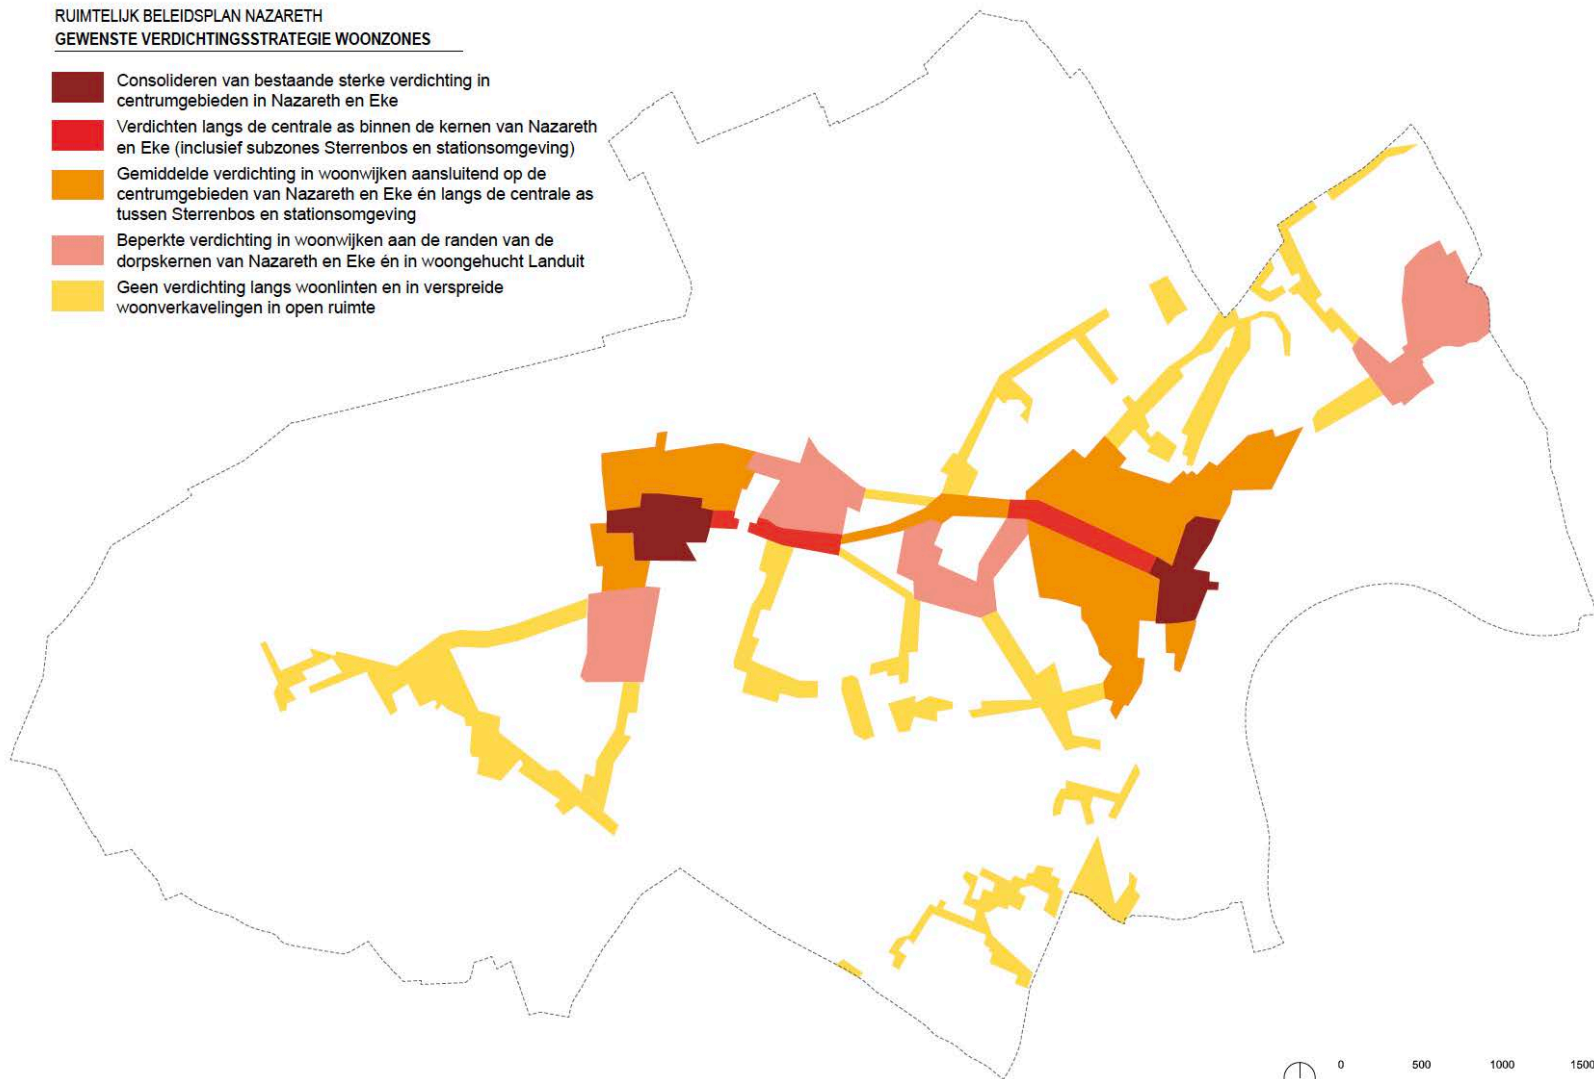 RUIMTELIJK BELEIDSPLAN NAZARETH
GEWENSTE VERDICHTINGSSTRATEGIE WOONZONES
Consolideren van bestaande sterke verdichting in
centrumgebieden in Nazareth en Eke
Verdichten langs de centrale as binnen de kernen van Nazareth
en Eke (inclusief subzones Sterrenbos en stationsomgeving)
Gemiddelde verdichting in woonwijken aansluitend op de
centrumgebieden van Nazareth en Eke én langs de centrale as
tussen Sterrenbos en stationsomgeving
Beperkte verdichting in woonwijken aan de randen van de
dorpskernen van Nazareth en Eke én in woongehucht Landuit
Geen verdichting langs woonlinten en in verspreide
woonverkavelingen in open ruimte
0 500 1000 1500